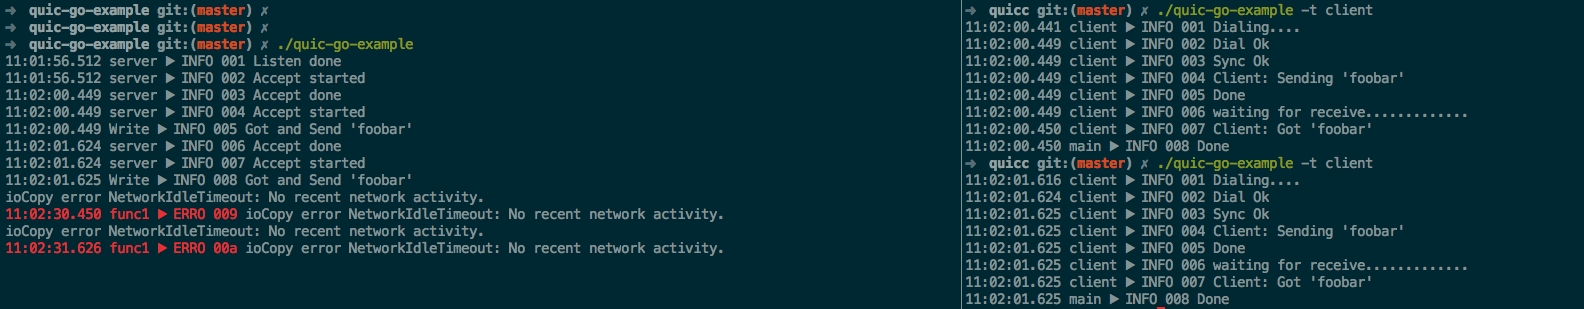 ➜  quic-go-example git:(master) ✗
➜  quic-go-example git:(master) ✗
➜  quic-go-example git:(master) ✗ ./quic-go-example
11:01:56.512 server ▶ INFO 001 Listen done
11:01:56.512 server ▶ INFO 002 Accept started
11:02:00.449 server ▶ INFO 003 Accept done
11:02:00.449 server ▶ INFO 004 Accept started
11:02:00.449 Write ▶ INFO 005 Got and Send 'foobar'
11:02:01.624 server ▶ INFO 006 Accept done
11:02:01.624 server ▶ INFO 007 Accept started
11:02:01.625 Write ▶ INFO 008 Got and Send 'foobar'
ioCopy error NetworkIdleTimeout: No recent network activity.
11:02:30.450 func1 ▶ ERRO 009 ioCopy error NetworkIdleTimeout: No recent network activity.
ioCopy error NetworkIdleTimeout: No recent network activity.
11:02:31.626 func1 ▶ ERRO 00a ioCopy error NetworkIdleTimeout: No recent network activity.
➜  quicc git:(master) ✗ ./quic-go-example -t client
11:02:00.441 client ▶ INFO 001 Dialing....
11:02:00.449 client ▶ INFO 002 Dial Ok
11:02:00.449 client ▶ INFO 003 Sync Ok
11:02:00.449 client ▶ INFO 004 Client: Sending 'foobar'
11:02:00.449 client ▶ INFO 005 Done
11:02:00.449 client ▶ INFO 006 waiting for receive.............
11:02:00.450 client ▶ INFO 007 Client: Got 'foobar'
11:02:00.450 main ▶ INFO 008 Done
➜  quicc git:(master) ✗ ./quic-go-example -t client
11:02:01.616 client ▶ INFO 001 Dialing....
11:02:01.624 client ▶ INFO 002 Dial Ok
11:02:01.625 client ▶ INFO 003 Sync Ok
11:02:01.625 client ▶ INFO 004 Client: Sending 'foobar'
11:02:01.625 client ▶ INFO 005 Done
11:02:01.625 client ▶ INFO 006 waiting for receive.............
11:02:01.625 client ▶ INFO 007 Client: Got 'foobar'
11:02:01.625 main ▶ INFO 008 Done